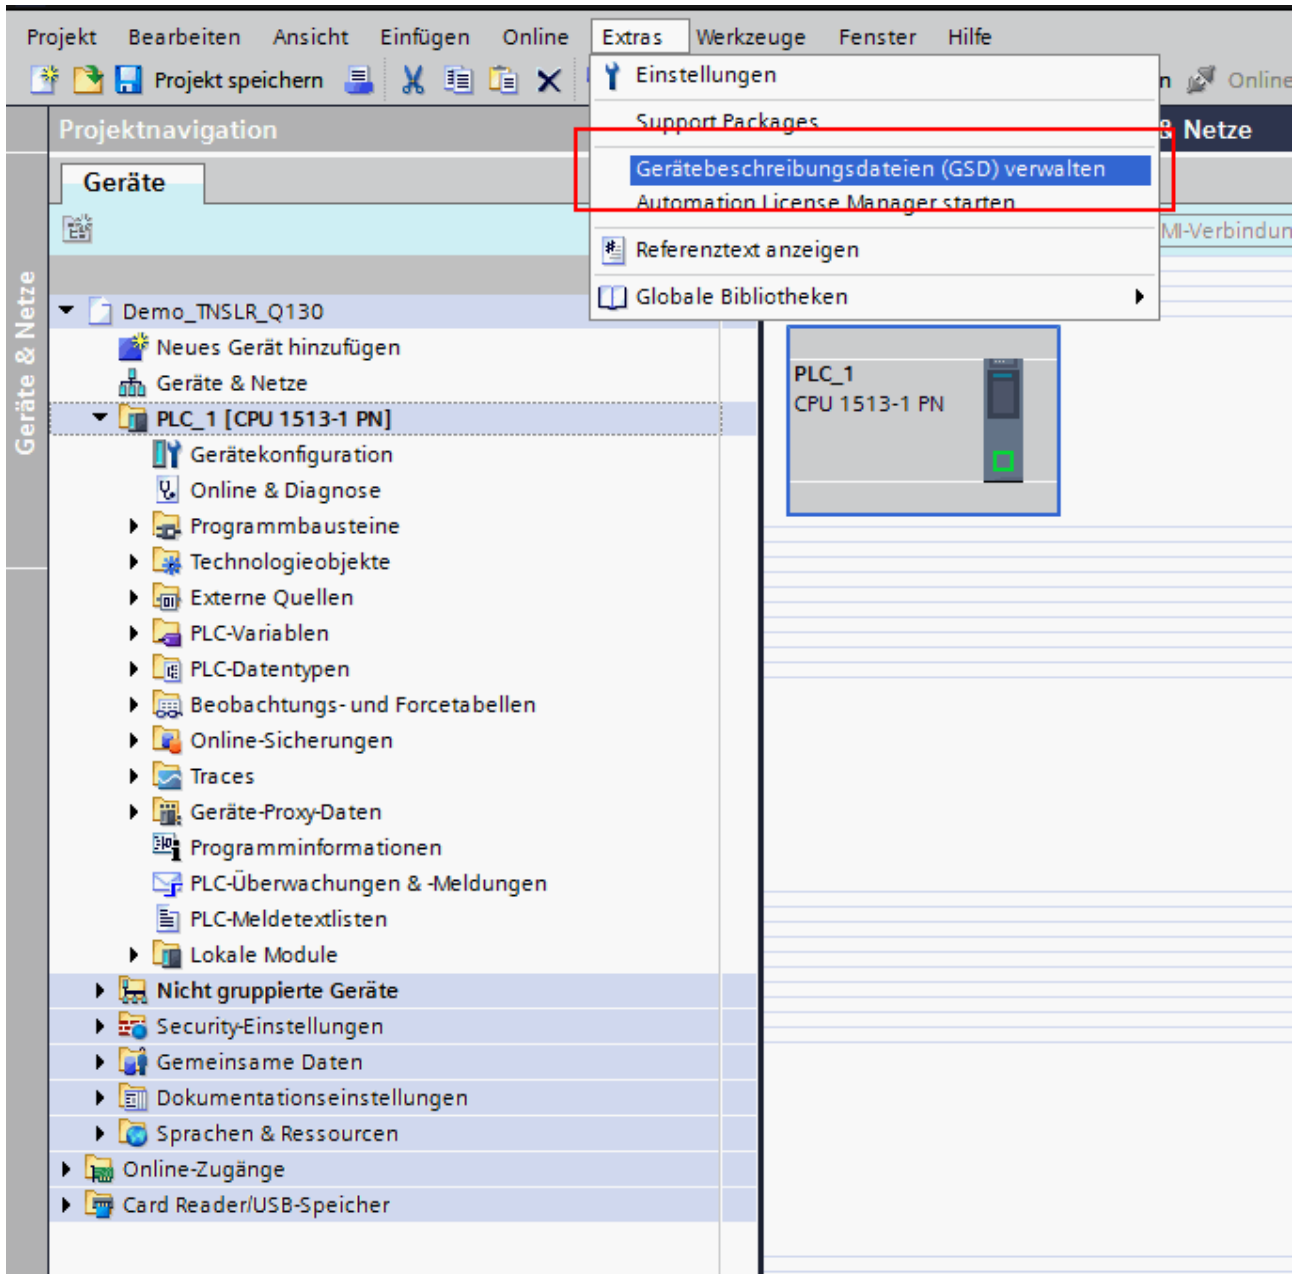 Projekt Bearbeiten Ansicht Einfügen Online Extras Werkzeuge Fenster Hilfe
Projekt speichern
Einstellungen
Online
Support Packages
Projektnavigation
& Netze
Gerätebeschreibungsdateien (GSD) verwalten
Geräte
Automation License Manager starten
MI-Verbindun
Referenztext anzeigen
Globale Bibliotheken
Geräte & Netze
Demo_TNSLR_Q130
Neues Gerät hinzufügen
Geräte & Netze
PLC_1 [CPU 1513-1 PN]
Gerätekonfiguration
Online & Diagnose
Programmbausteine
Technologieobjekte
Externe Quellen
PLC-Variablen
PLC-Datentypen
Beobachtungs- und Forcetabellen
Online-Sicherungen
Traces
Geräte-Proxy-Daten
Programminformationen
PLC-Überwachungen & -Meldungen
PLC-Meldetextlisten
Lokale Module
Nicht gruppierte Geräte
Security-Einstellungen
Gemeinsame Daten
Dokumentationseinstellungen
Sprachen & Ressourcen
Online-Zugänge
Card Reader/USB-Speicher
PLC_1
CPU 1513-1 PN